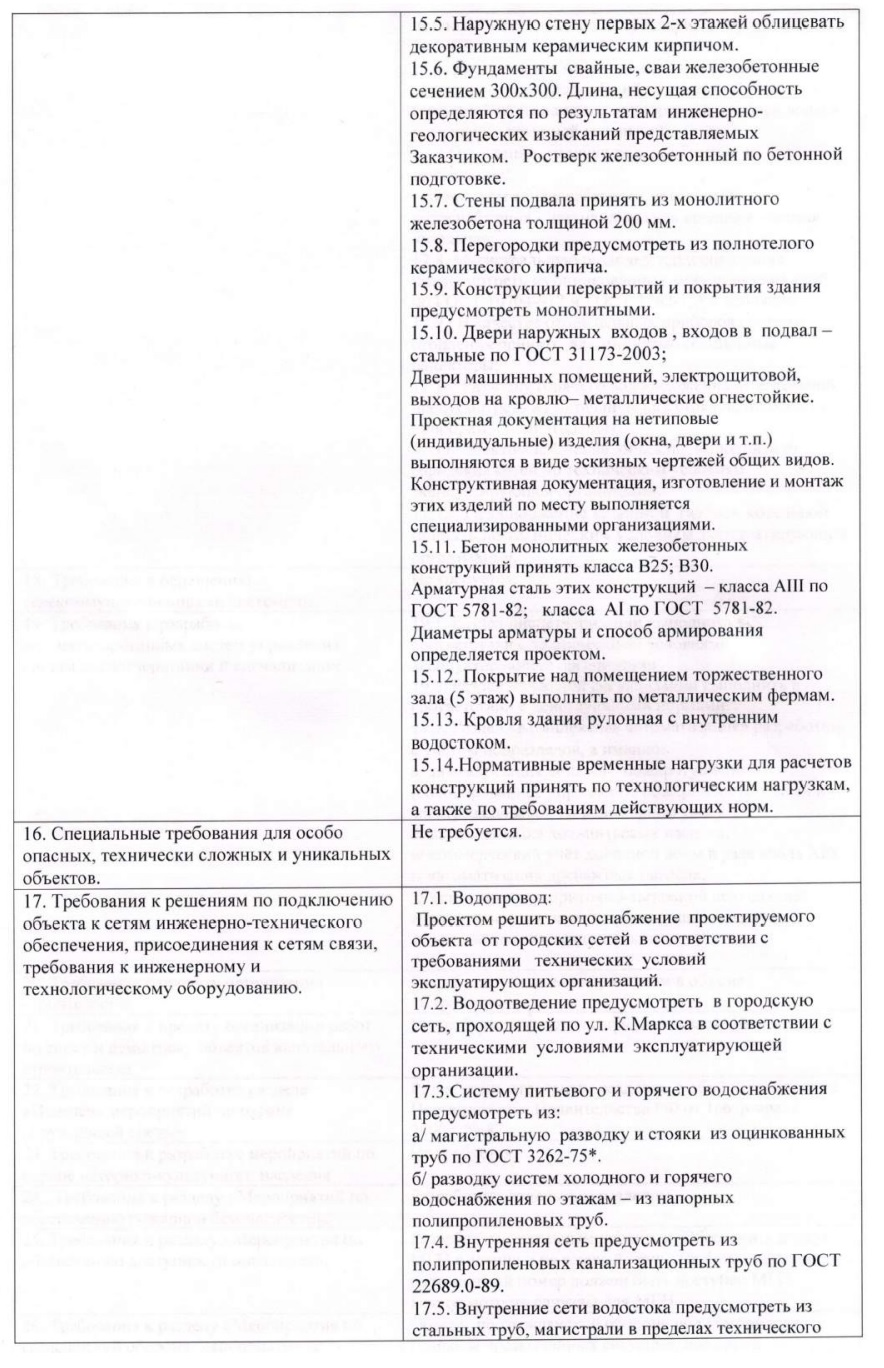 15.5. Наружную стену первых 2-х этажей облицевать
декоративным керамическим кирпичом.
15.6. Фундаменты свайные, сваи железобетонные
сечением 300х300. Длина, несущая способность
определяются по результатам инженерно-
геологических изысканий представляемых
Заказчиком. Ростверк железобетонный по бетонной
подготовке.
15.7. Стены подвала принять из монолитного
железобетона толщиной 200 мм.
15.8. Перегородки предусмотреть из полнотелого
керамического кирпича.
15.9. Конструкции перекрытий и покрытия здания
предусмотреть монолитными.
15.10. Двери наружных входов , входов в подвал –
стальные по ГОСТ 31173-2003;
Двери машинных помещений, электрощитовой,
выходов на кровлю– металлические огнестойкие.
Проектная документация на нетиповые
(индивидуальные) изделия (окна, двери и т.п.)
выполняются в виде эскизных чертежей общих видов.
Конструктивная документация, изготовление и монтаж
этих изделий по месту выполняется
специализированными организациями.
15.11. Бетон монолитных железобетонных
конструкций принять класса В25; В30.
Арматурная сталь этих конструкций – класса АIII по
ГОСТ 5781-82; класса АI по ГОСТ 5781-82.
Диаметры арматуры и способ армирования
определяется проектом.
15.12. Покрытие над помещением торжественного
зала (5 этаж) выполнить по металлическим фермам.
15.13. Кровля здания рулонная с внутренним
водостоком.
15.14.Нормативные временные нагрузки для расчетов
конструкций принять по технологическим нагрузкам,
а также по требованиям действующих норм.
16. Специальные требования для особо
опасных, технически сложных и уникальных
объектов.
Не требуется.
17. Требования к решениям по подключению
объекта к сетям инженерно-технического
обеспечения, присоединения к сетям связи,
требования к инженерному и
технологическому оборудованию.
17.1. Водопровод:
Проектом решить водоснабжение проектируемого
объекта от городских сетей в соответствии с
требованиями технических условий
эксплуатирующих организаций.
17.2. Водоотведение предусмотреть в городскую
сеть, проходящей по ул. К.Маркса в соответствии с
техническими условиями эксплуатирующей
организации.
17.3.Систему питьевого и горячего водоснабжения
предусмотреть из:
а/ магистральную разводку и стояки из оцинкованных
труб по ГОСТ 3262-75*.
б/ разводку систем холодного и горячего
водоснабжения по этажам – из напорных
полипропиленовых труб.
17.4. Внутренняя сеть предусмотреть из
полипропиленовых канализационных труб по ГОСТ
22689.0-89.
17.5. Внутренние сети водостока предусмотреть из
стальных труб, магистрали в пределах технического